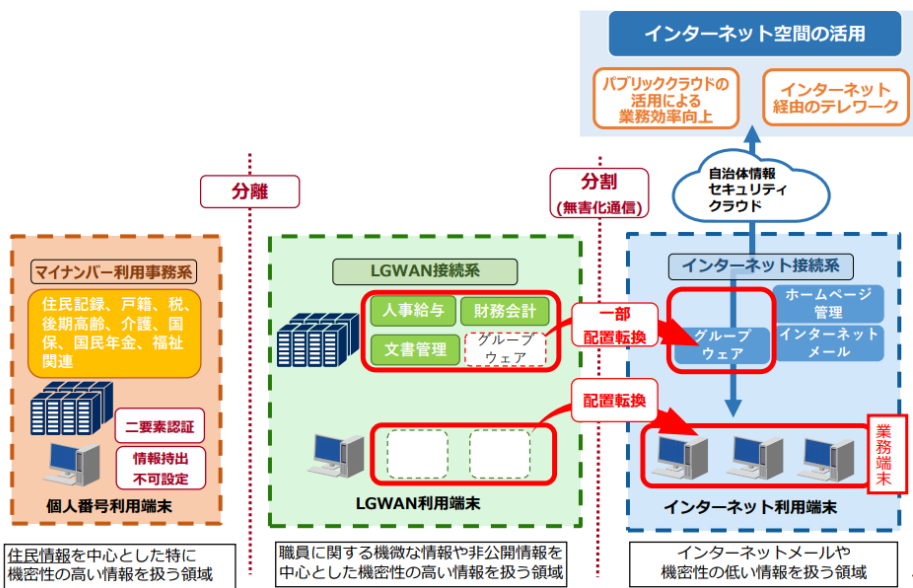 インターネット空間の活用
パブリッククラウドの
活用による
業務効率向上
インターネット
経由のテレワーク
自治体情報
セキュリティ
クラウド
分離
分割
(無害化通信)
マイナンバー利用事務系
住民記録、戸籍、税、
後期高齢、介護、国
保、国民年金、福祉
関連
二要素認証
情報持出
不可設定
個人番号利用端末
住民情報を中心とした特に
機密性の高い情報を扱う領域
LGWAN接続系
人事給与
財務会計
文書管理
グループ
ウェア
一部
配置転換
配置転換
LGWAN利用端末
職員に関する機微な情報や非公開情報を
中心とした機密性の高い情報を扱う領域
インターネット接続系
ホームページ
管理
グループ
ウェア
インターネット
メール
業務端末
インターネット利用端末
インターネットメールや
機密性の低い情報を扱う領域